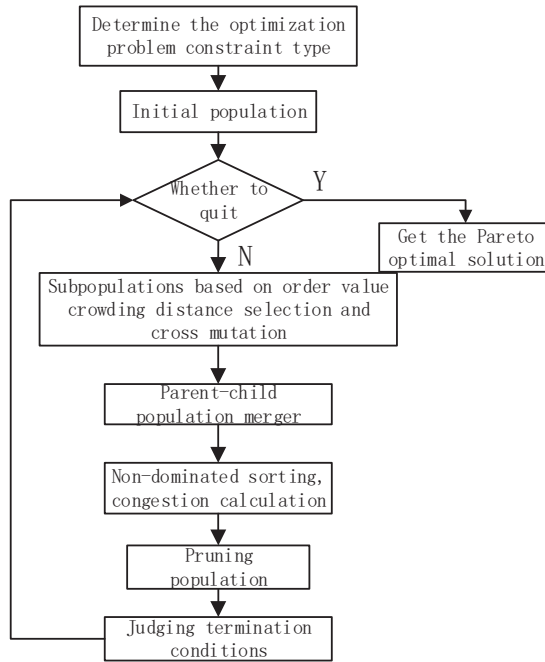 Determine the optimization
problem constraint type
Initial population
Whether to
quit
Y
Get the Pareto
optimal solution
N
Subpopulations based on order value
crowding distance selection and
cross mutation
Parent-child
population merger
Non-dominated sorting,
congestion calculation
Pruning
population
Judging termination
conditions